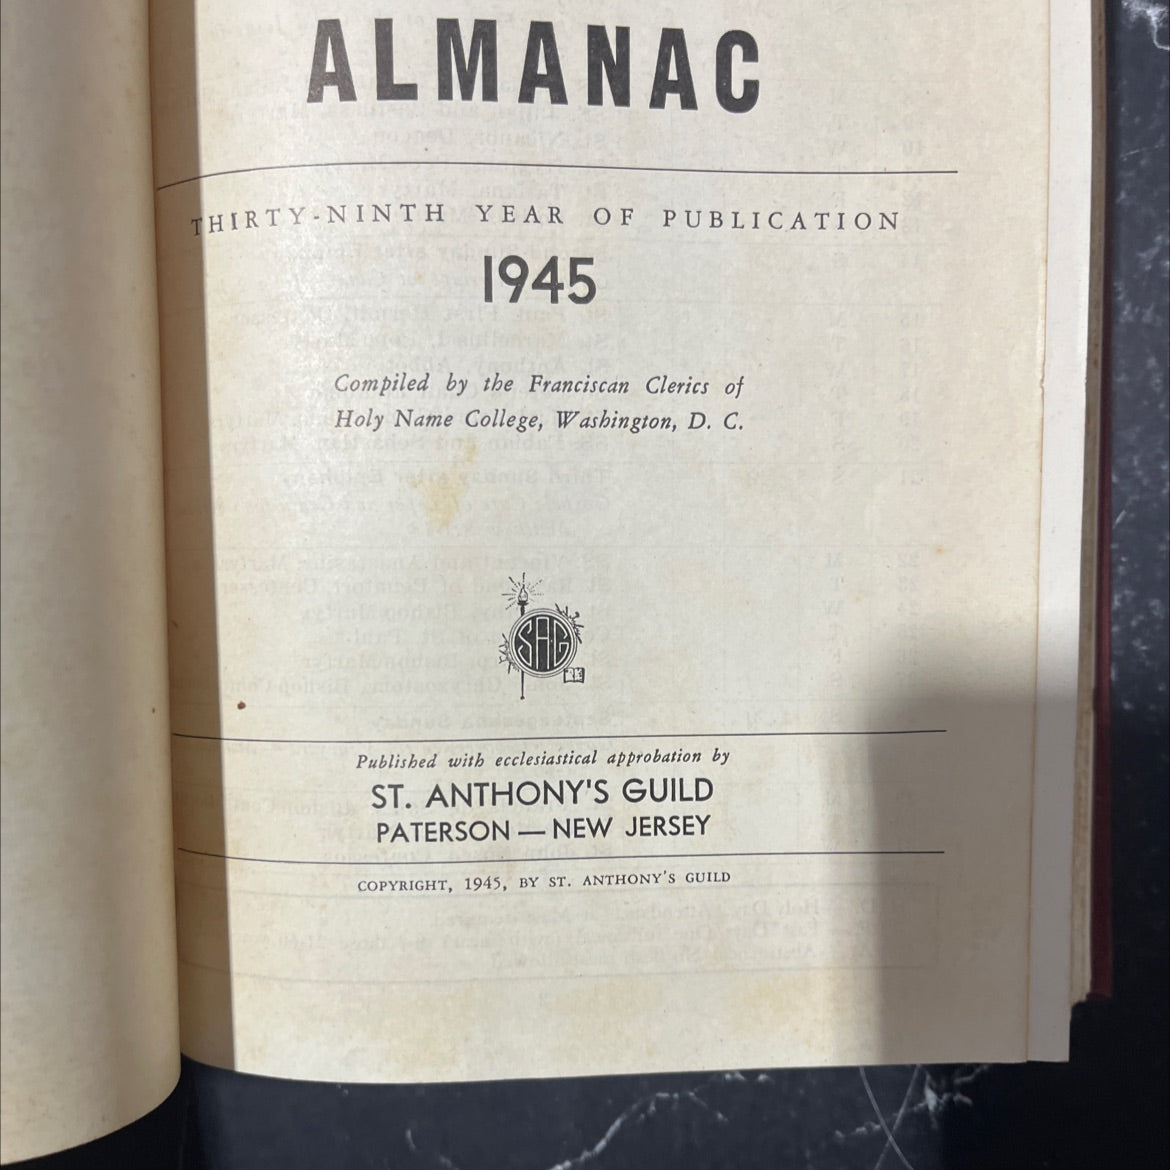 ALMANAC
THIRTY-NINTH YEAR OF PUBLICATION
1945
Compiled by the Franciscan Clerics of
Holy Name College, Washington, D. C.
SAG
Published with ecclesiastical approbation by
ST. ANTHONY'S GUILD
PATERSON — NEW JERSEY
COPYRIGHT, 1945, BY ST. ANTHONY'S GUILD